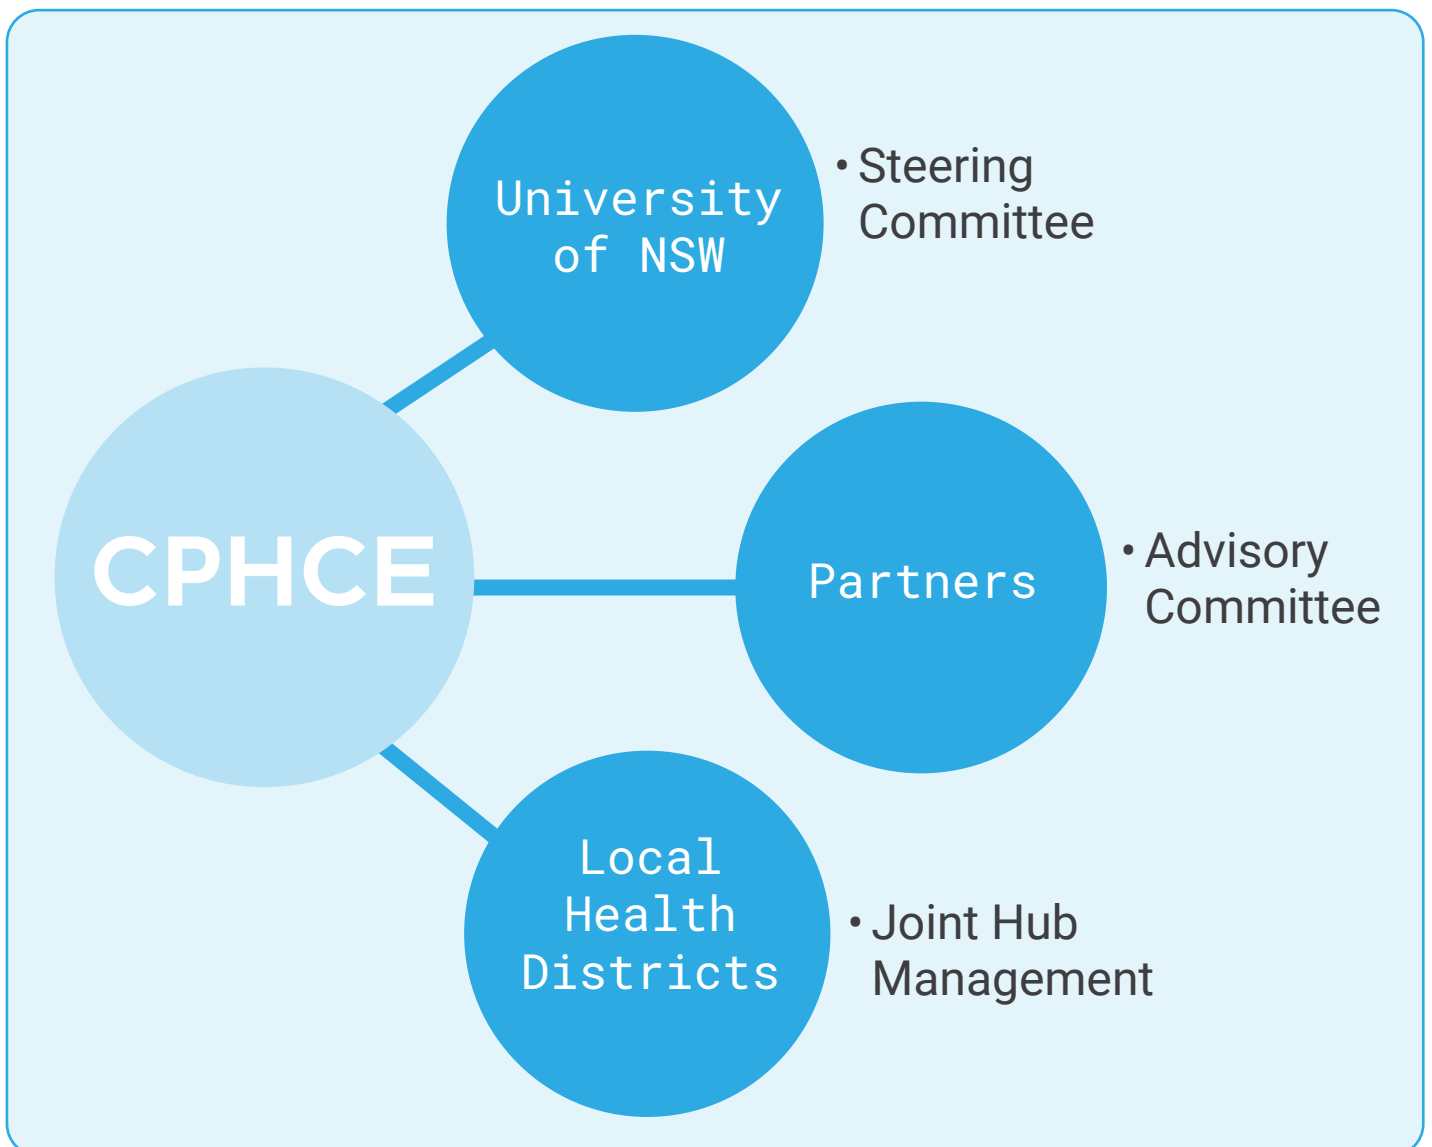 University
of NSW
• Steering
Committee
CPHCE
Partners
• Advisory
Committee
Local
Health
Districts
• Joint Hub
Management